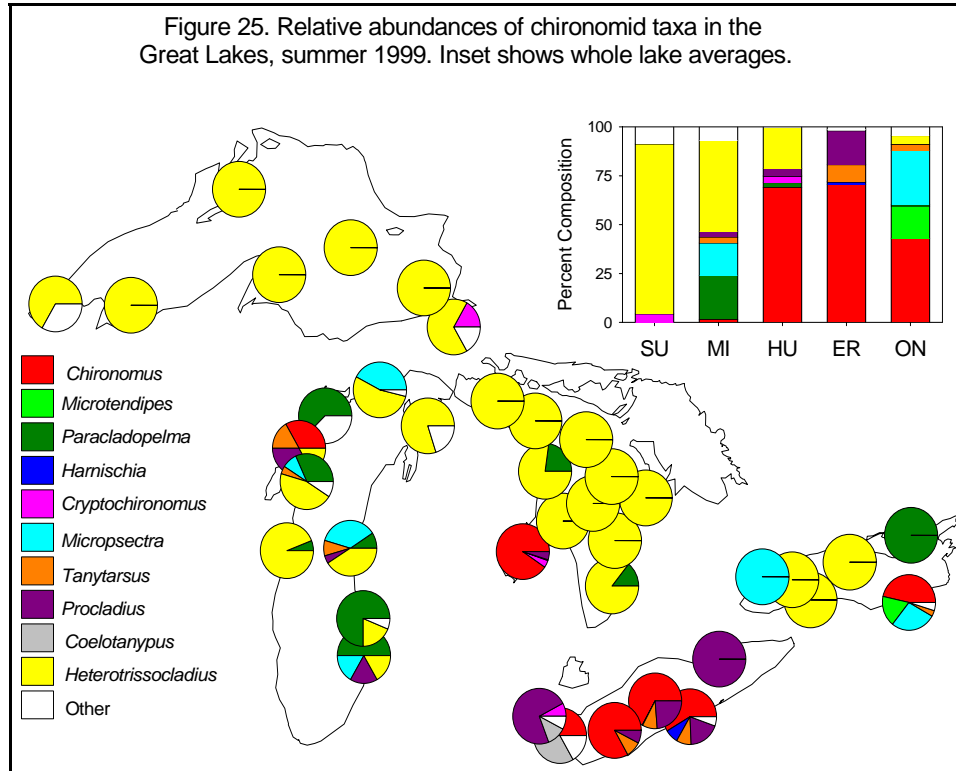 Figure 25. Relative abundances of chironomid taxa in the
Great Lakes, summer 1999. Inset shows whole lake averages.
100
75
50
25
0
Percent Composition
SU MI HU ER ON
Chironomus
Microtendipes
Paracladopelma
Harnischia
Cryptochironomus
Micropsectra
Tanytarsus
Procladius
Coelotanypus
Heterotrissocladius
Other